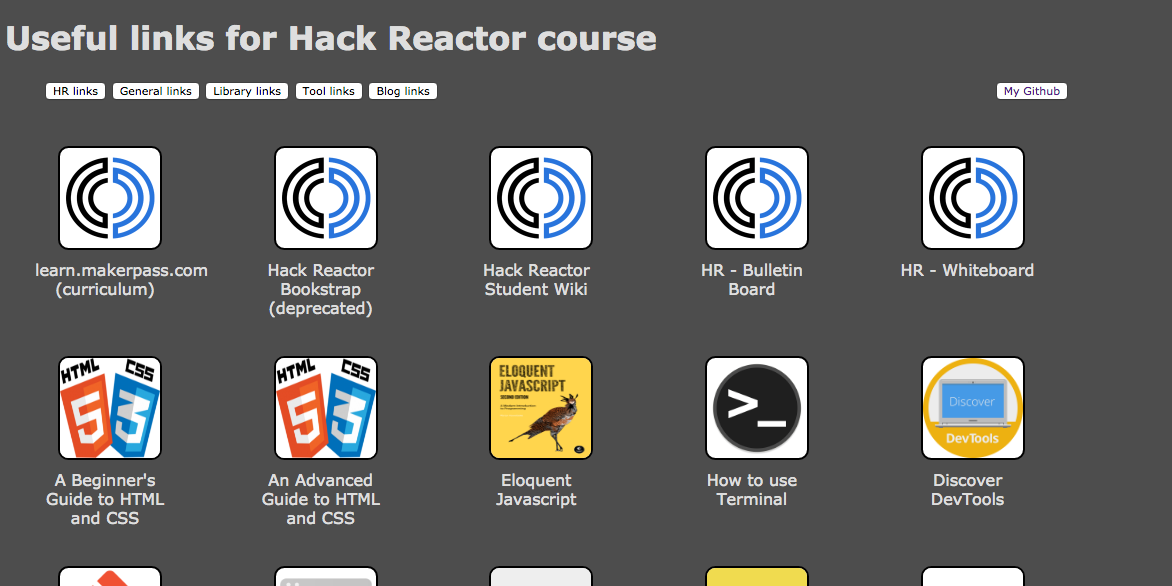 Useful links for Hack Reactor course
HR links General links Library links Tool links Blog links My Github
learn.makerpass.com
(curriculum)
Hack Reactor
Bookstrap
(deprecated)
Hack Reactor
Student Wiki
HR - Bulletin
Board
HR - Whiteboard
HTML CSS
5 3
HTML CSS
5 3
ELOQUENT
JAVASCRIPT
SECOND EDITION
>_
Discover
DevTools
A Beginner's
Guide to HTML
and CSS
An Advanced
Guide to HTML
and CSS
Eloquent
Javascript
How to use
Terminal
Discover
DevTools